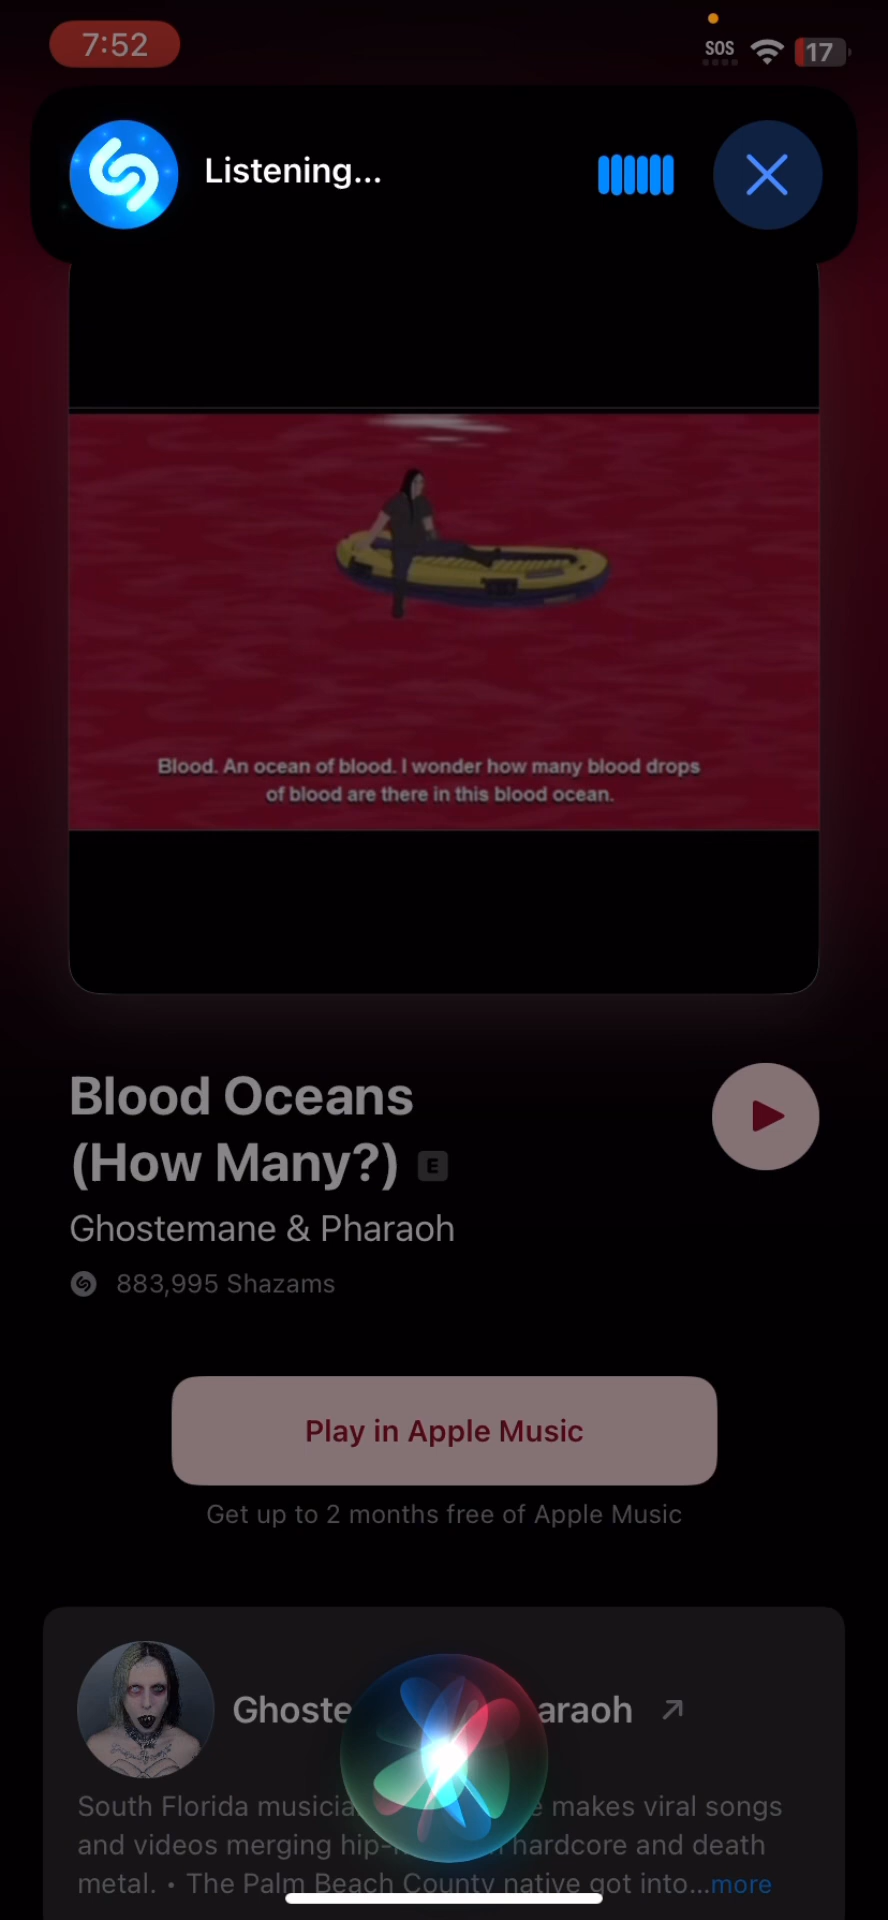 7:52
SOS
17
Listening...
Blood. An ocean of blood. I wonder how many blood drops
of blood are there in this blood ocean.
Blood Oceans
(How Many?) E
Ghostemane & Pharaoh
883,995 Shazams
Play in Apple Music
Get up to 2 months free of Apple Music
Ghoste araoh
South Florida musicia e makes viral songs
and videos merging hip- hardcore and death
metal. • The Palm Beach County native got into...more